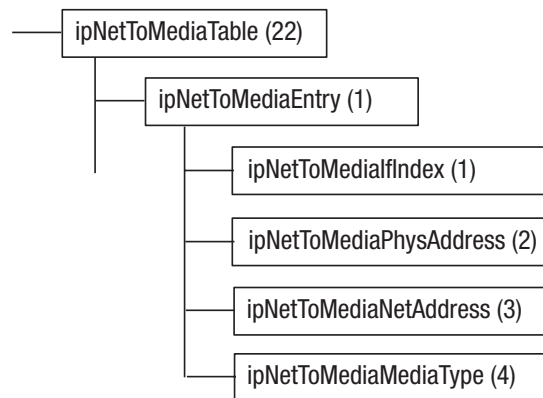 ipNetToMediaTable (22)
ipNetToMediaEntry (1)
ipNetToMediaIfIndex (1)
ipNetToMediaPhysAddress (2)
ipNetToMediaNetAddress (3)
ipNetToMediaMediaType (4)